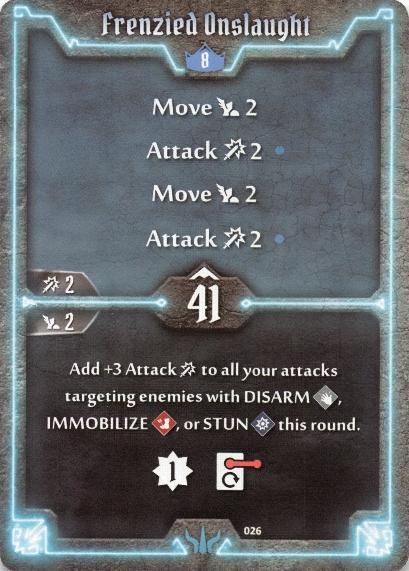 Frenzied Onslaught
8
Move 2
Attack 2
Move 2
Attack 2
2
41
2
Add +3 Attack to all your attacks
targeting enemies with DISARM ,
IMMOBILIZE , or STUN this round.
1
026